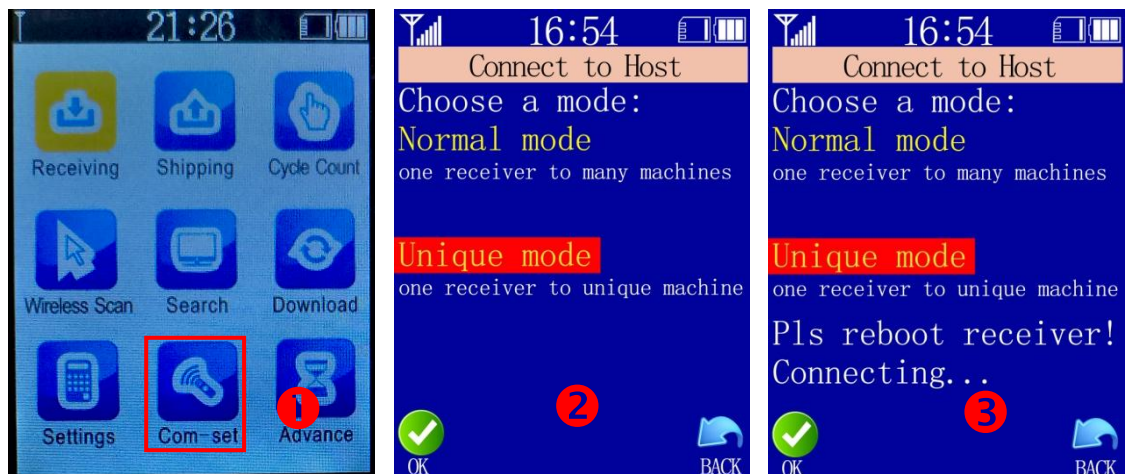 21:26
Receiving Shipping Cycle Count
Wireless Scan Search Download
Settings Com-set Advance
1
16:54
Connect to Host
Choose a mode:
Normal mode
one receiver to many machines
Unique mode
one receiver to unique machine
2
OK BACK
16:54
Connect to Host
Choose a mode:
Normal mode
one receiver to many machines
Unique mode
one receiver to unique machine
Pls reboot receiver!
Connecting...
3
OK BACK